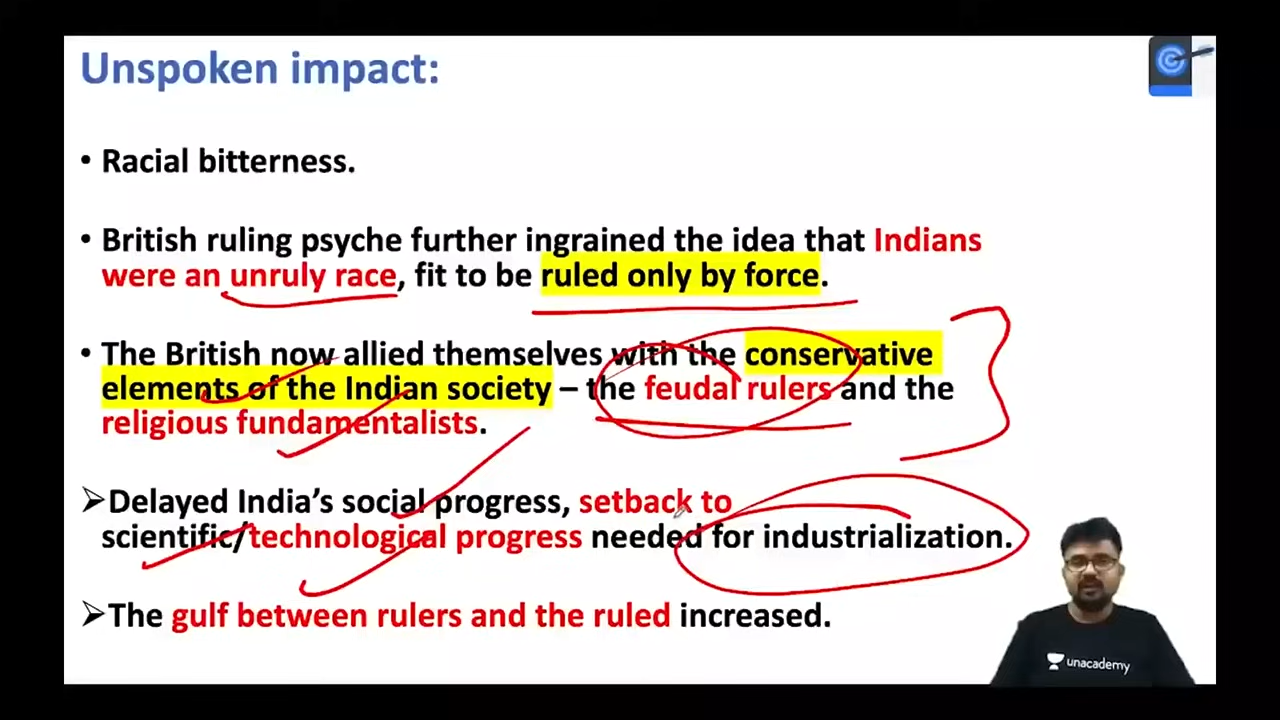 Unspoken impact:
• Racial bitterness.
• British ruling psyche further ingrained the idea that Indians
were an unruly race, fit to be ruled only by force.
• The British now allied themselves with the conservative
elements of the Indian society – the feudal rulers and the
religious fundamentalists.
➢Delayed India’s social progress, setback to
scientific/technological progress needed for industrialization.
➢The gulf between rulers and the ruled increased.
unacademy